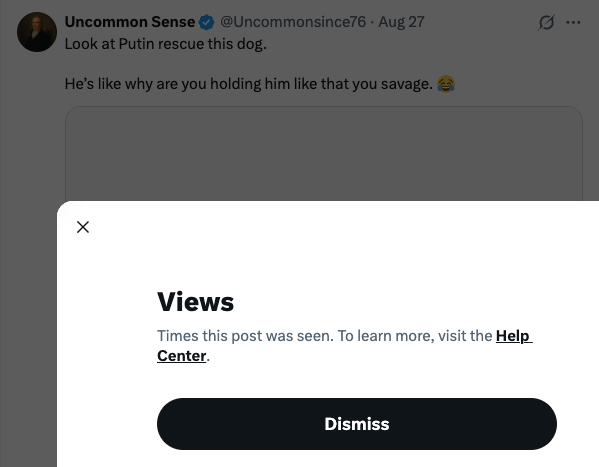 Uncommon Sense @Uncommonsince76 · Aug 27
Look at Putin rescue this dog.
He's like why are you holding him like that you savage. 😂
Views
Times this post was seen. To learn more, visit the Help
Center.
Dismiss